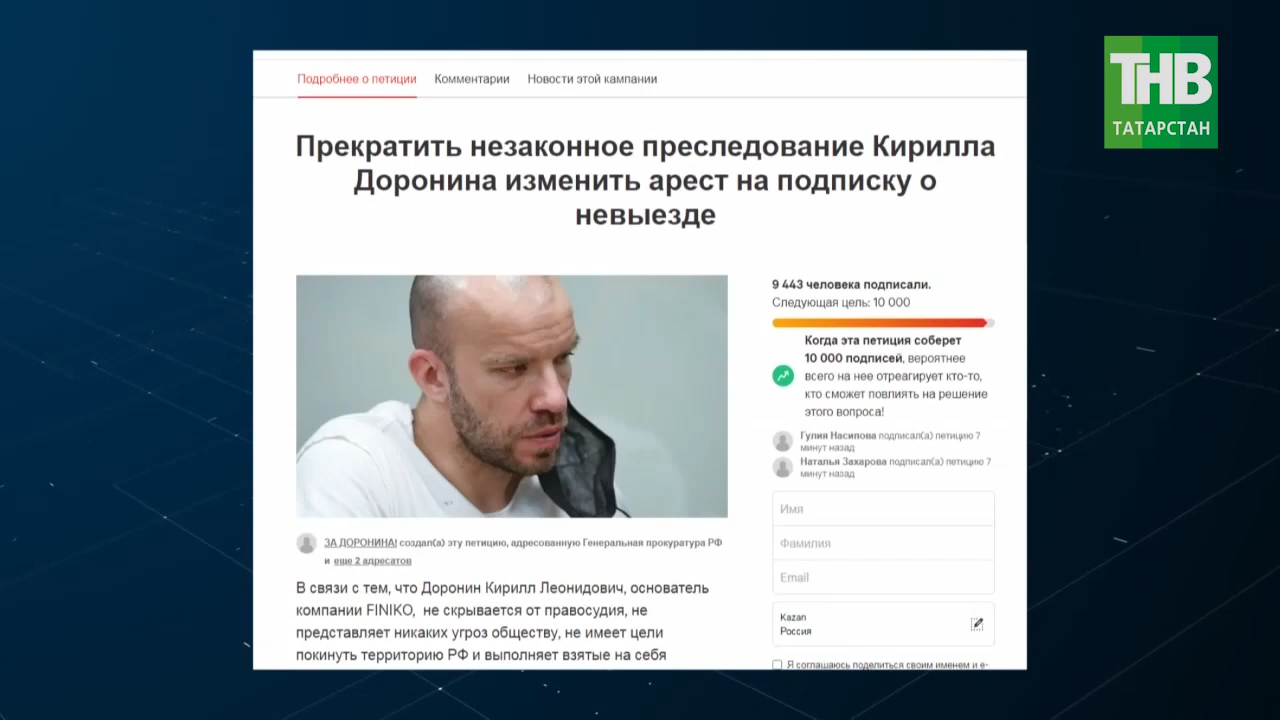 ТНВ
ТАТАРСТАН
Подробнее о петиции Комментарии Новости этой кампании
Прекратить незаконное преследование Кирилла
Доронина изменить арест на подписку о
невыезде
9 443 человека подписали.
Следующая цель: 10 000
Когда эта петиция соберет
10 000 подписей, вероятнее
всего на нее отреагирует кто-то,
кто сможет повлиять на решение
этого вопроса!
Гулия Насипова подписал(а) петицию 7
минут назад
Наталья Захарова подписал(а) петицию 7
минут назад
Имя
Фамилия
Email
Kazan
Россия
Я соглашаюсь поделиться своим именем и е-
ЗА ДОРОНИНА! создал(а) эту петицию, адресованную Генеральная прокуратура РФ
и еще 2 адресатов
В связи с тем, что Доронин Кирилл Леонидович, основатель
компании FINIKO, не скрывается от правосудия, не
представляет никаких угроз обществу, не имеет цели
покинуть территорию РФ и выполняет взятые на себя